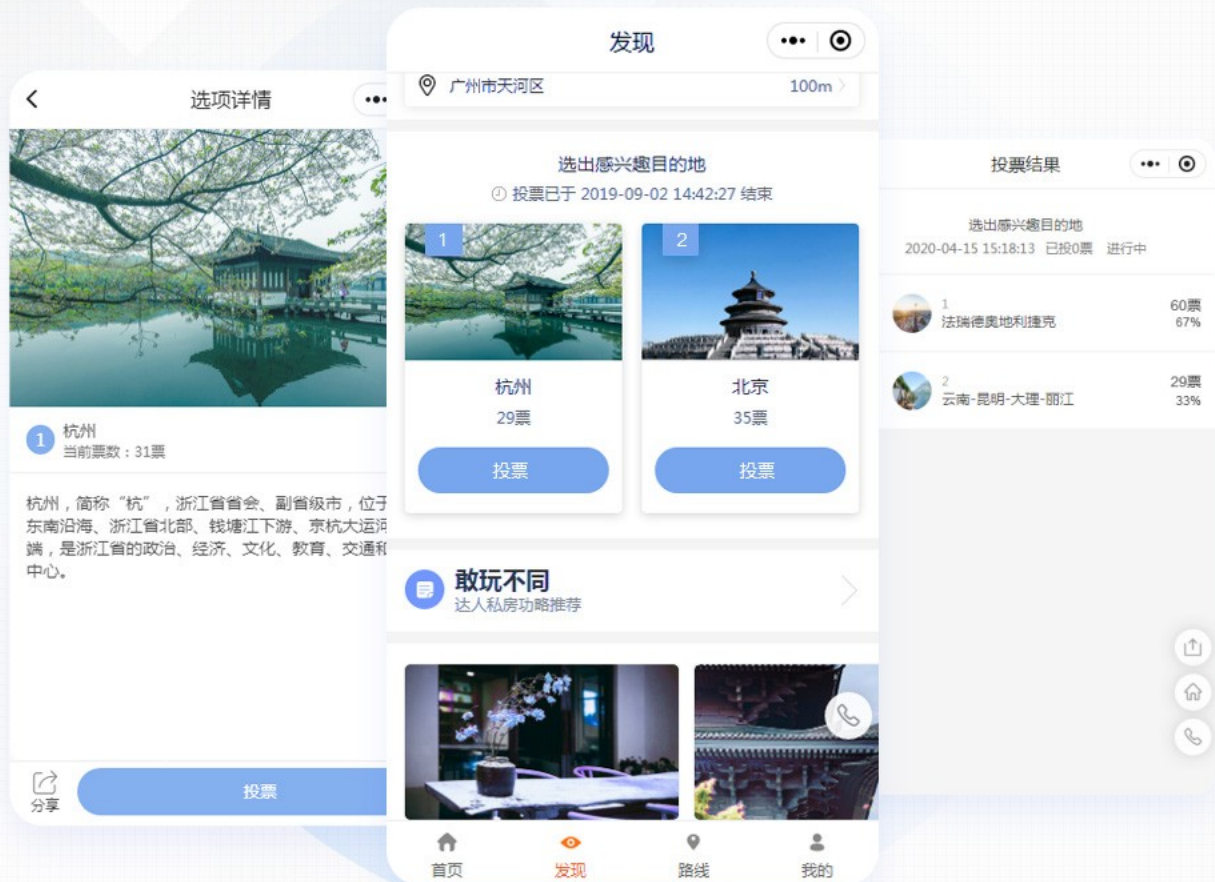 选项详情
1
杭州
当前票数：31票
杭州，简称“杭”，浙江省省会、副省级市，位于
东南沿海、浙江省北部、钱塘江下游、京杭大运河
端，是浙江省的政治、经济、文化、教育、交通和
中心。
分享
投票
发现
广州市天河区
100m
选出感兴趣目的地
投票已于 2019-09-02 14:42:27 结束
1
杭州
29票
投票
2
北京
35票
投票
敢玩不同
达人私房功略推荐
首页
发现
路线
我的
投票结果
选出感兴趣目的地
2020-04-15 15:18:13 已投0票 进行中
1
法瑞德奥地利捷克
60票
67%
2
云南-昆明-大理-丽江
29票
33%